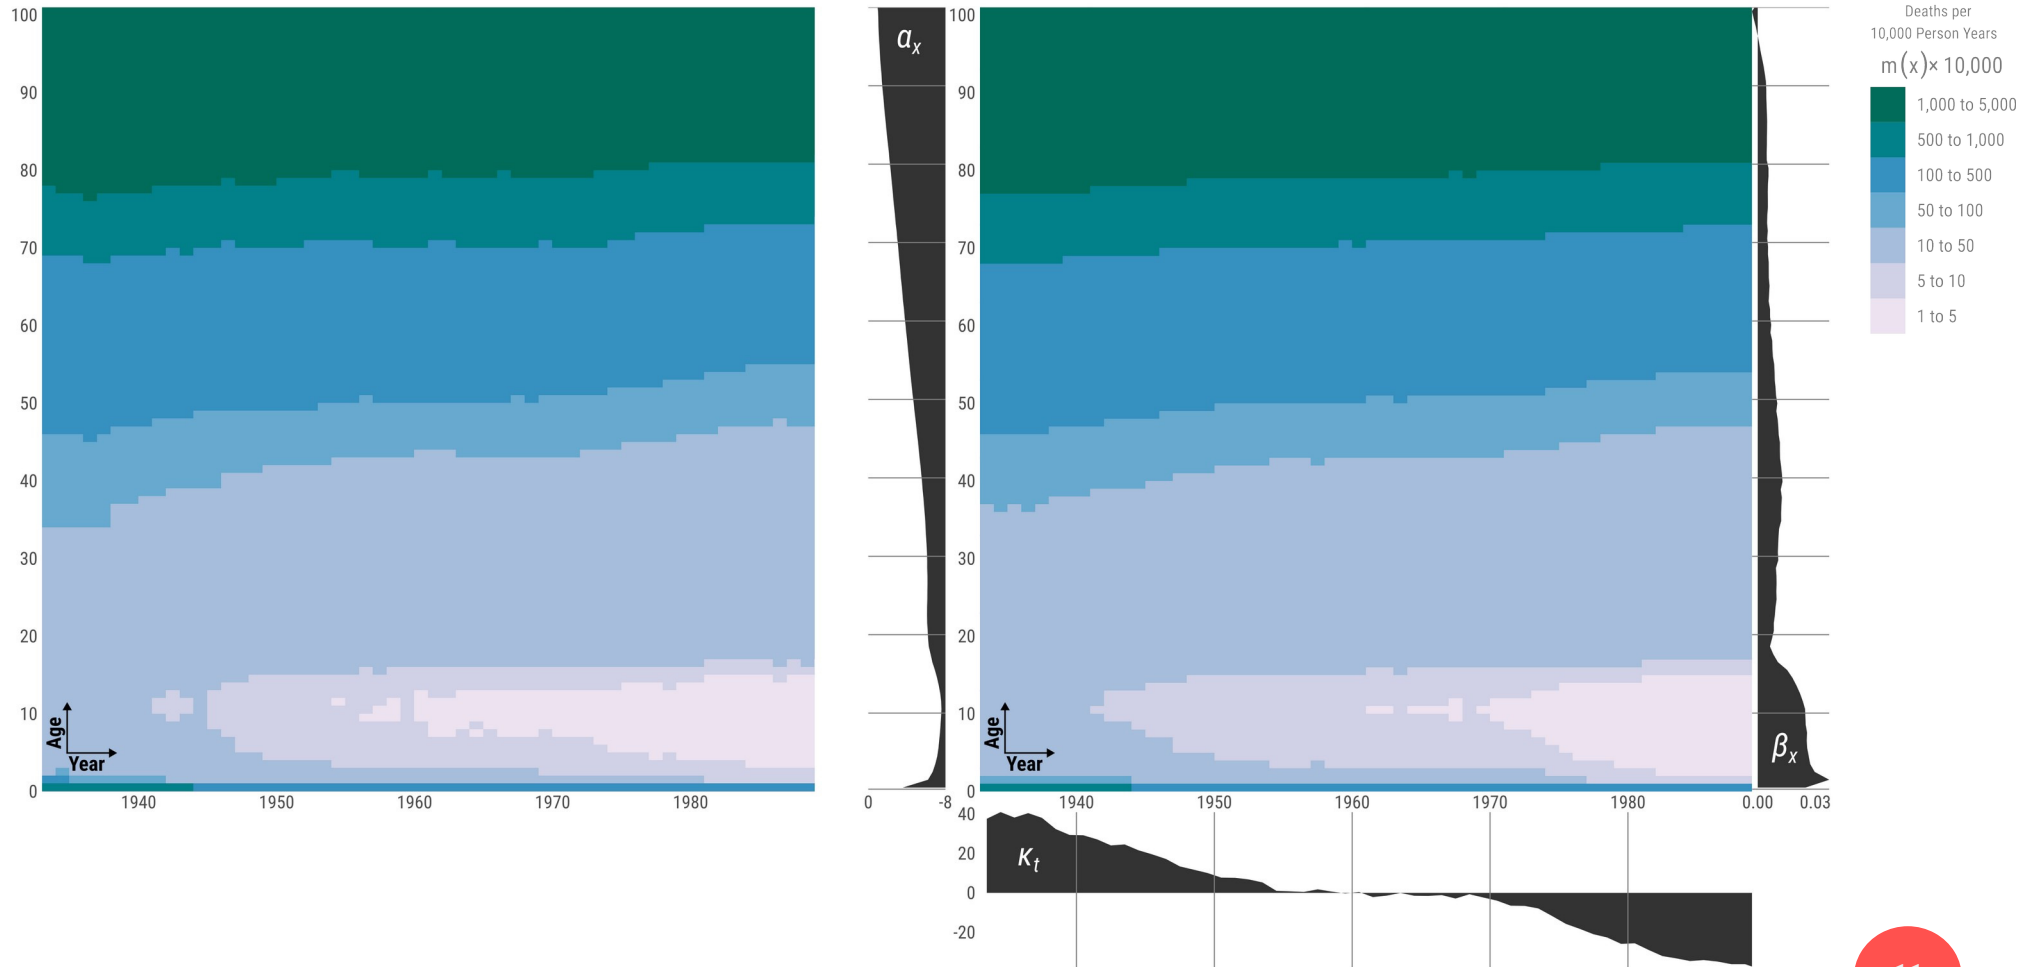 100
90
80
70
60
50
40
30
20
10
0
Age
Year
1940
1950
1960
1970
1980
αx
0
-8
100
90
80
70
60
50
40
30
20
10
0
Age
Year
1940
1950
1960
1970
1980
βx
0.00
0.03
40
20
0
-20
κt
Deaths per
10,000 Person Years
m(x)× 10,000
1,000 to 5,000
500 to 1,000
100 to 500
50 to 100
10 to 50
5 to 10
1 to 5